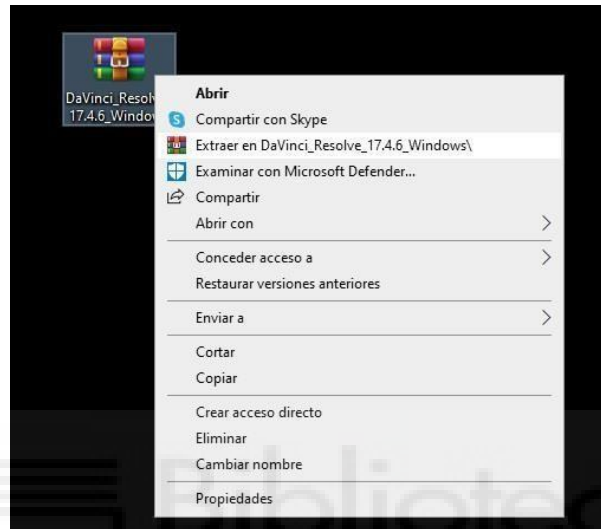 DaVinci_Resol
17.4.6_Windo
Abrir
Compartir con Skype
Extraer en DaVinci_Resolve_17.4.6_Windows\
Examinar con Microsoft Defender...
Compartir
Abrir con
Conceder acceso a
Restaurar versiones anteriores
Enviar a
Cortar
Copiar
Crear acceso directo
Eliminar
Cambiar nombre
Propiedades
Bibliotec